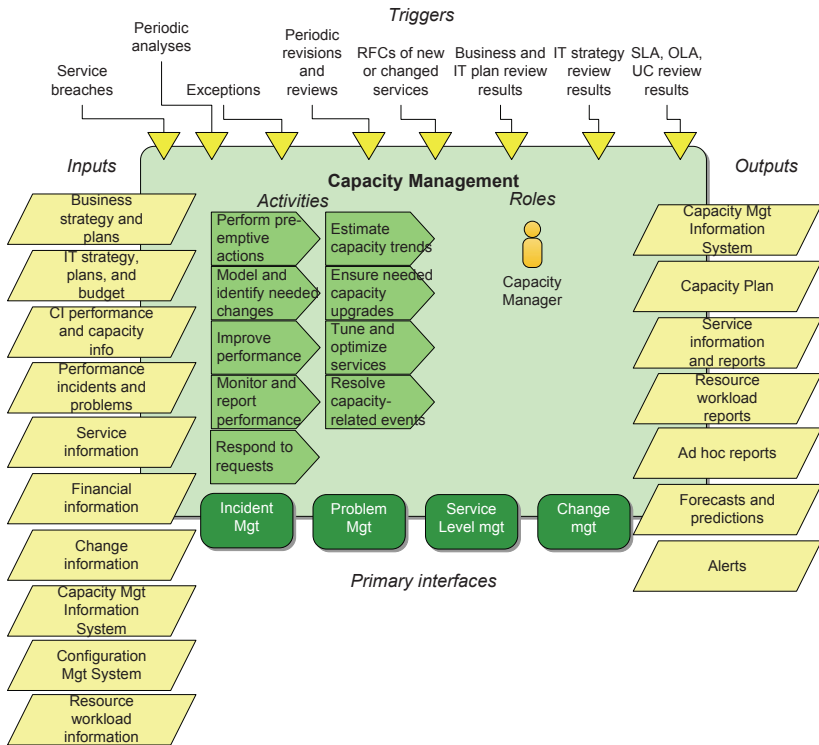 Triggers
Periodic
analyses
Service
breaches
Exceptions
Periodic
revisions
and
reviews
RFCs of new
or changed
services
Business and
IT plan review
results
IT strategy
review
results
SLA, OLA,
UC review
results
Inputs
Business
strategy and
plans
IT strategy,
plans, and
budget
CI performance
and capacity
info
Performance
incidents and
problems
Service
information
Financial
information
Change
information
Capacity Mgt
Information
System
Configuration
Mgt System
Resource
workload
information
Capacity Management
Activities
Perform pre-
emptive
actions
Model and
identify needed
changes
Improve
performance
Monitor and
report
performance
Respond to
requests
Estimate
capacity trends
Ensure needed
capacity
upgrades
Tune and
optimize
services
Resolve
capacity-
related events
Roles
Capacity
Manager
Outputs
Capacity Mgt
Information
System
Capacity Plan
Service
information
and reports
Resource
workload
reports
Ad hoc reports
Forecasts and
predictions
Alerts
Incident
Mgt
Problem
Mgt
Service
Level mgt
Change
mgt
Primary interfaces